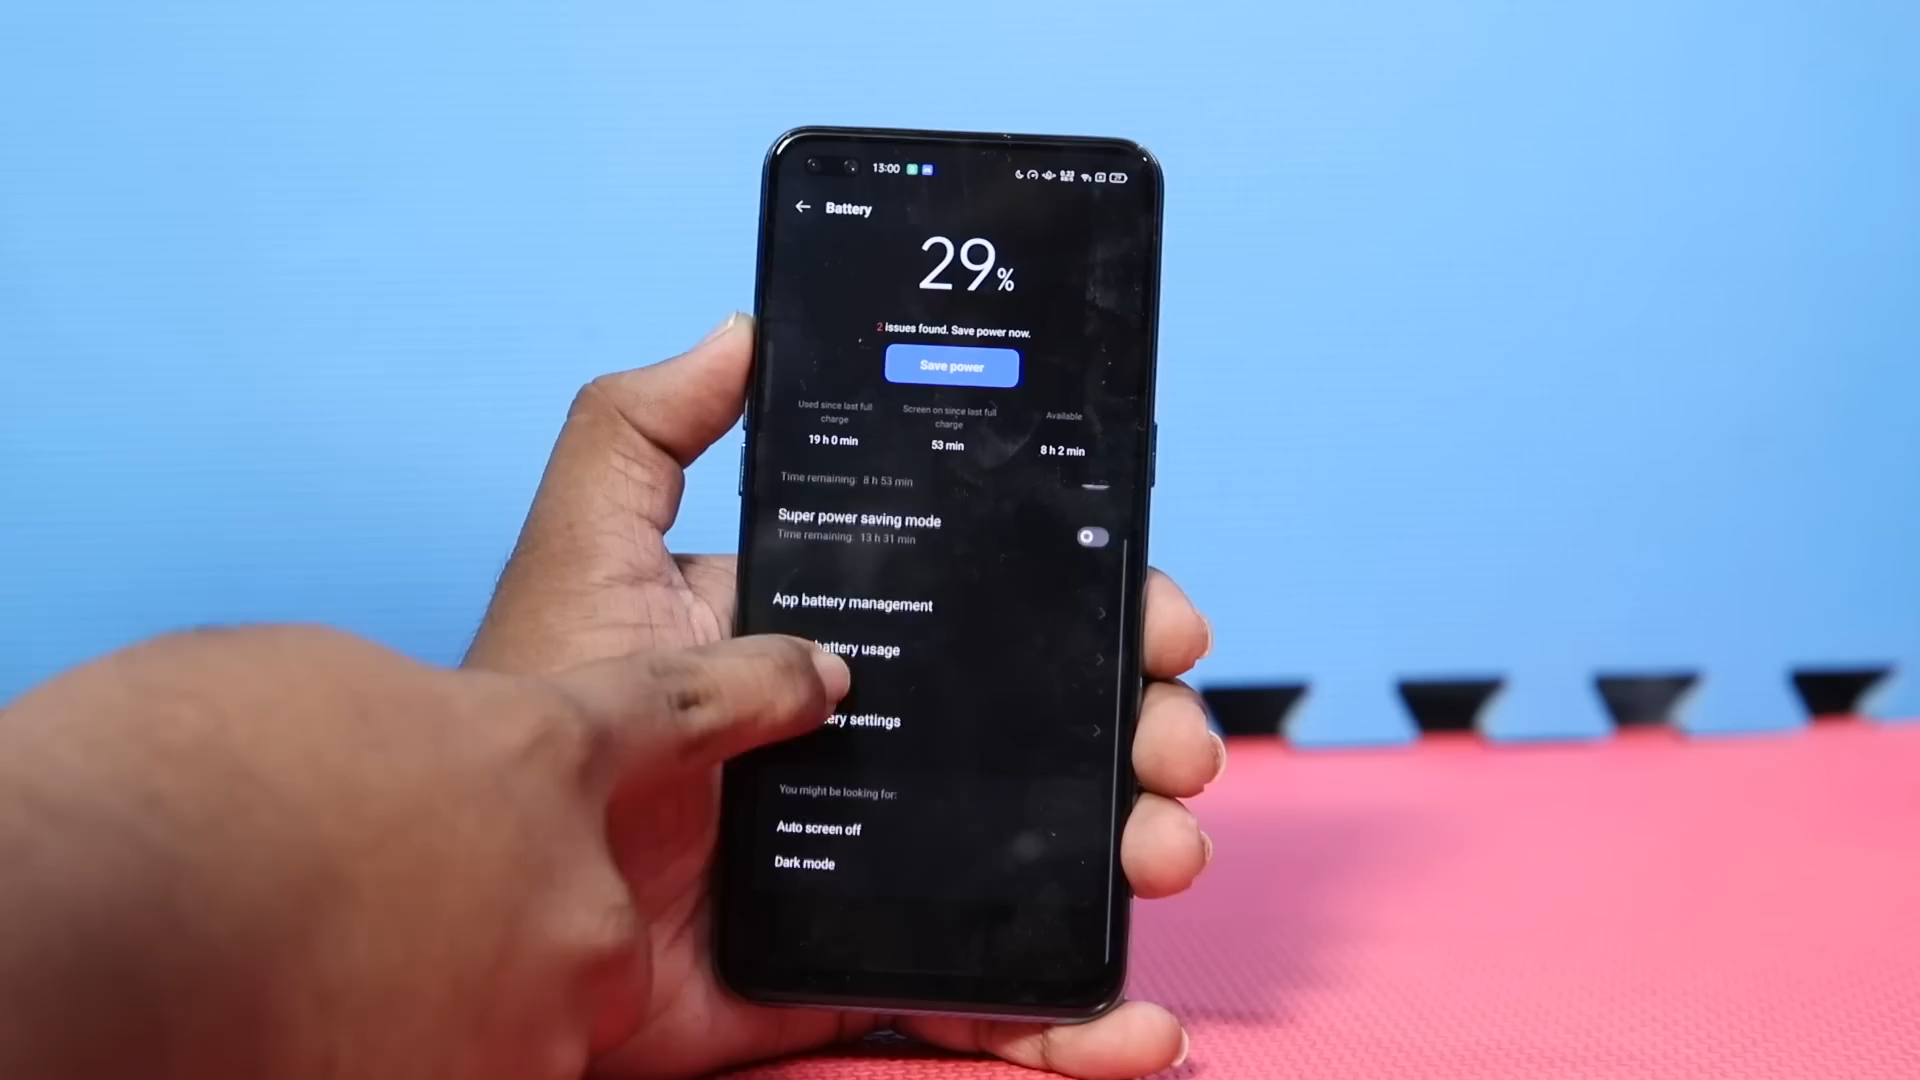 13:00
Battery
29%
2 issues found. Save power now.
Save power
Used since last full
charge
19 h 0 min
Screen on since last full
charge
53 min
Available
8 h 2 min
Time remaining: 8 h 53 min
Super power saving mode
Time remaining: 13 h 31 min
App battery management
battery usage
settings
You might be looking for:
Auto screen off
Dark mode